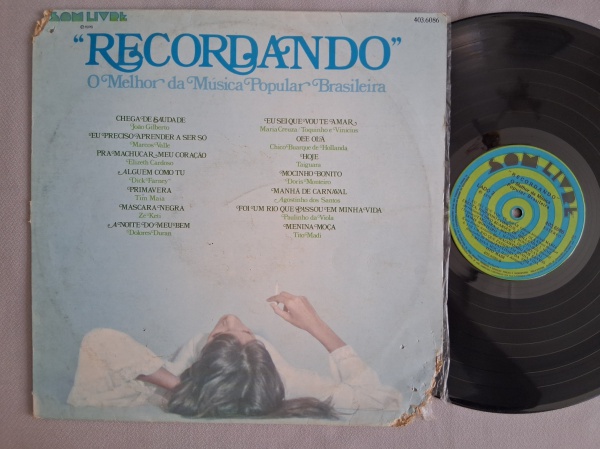 SOM LIVRE
403.6086
"RECORDANDO"
O Melhor da Música Popular Brasileira
CHEGA DE SAUDADE
João Gilberto
EU PRECISO APRENDER A SER SÓ
Marcos Valle
PRA MACHUCAR MEU CORAÇÃO
Elizeth Cardoso
ALGUÉM COMO TU
Dick Farney
PRIMAVERA
Tim Maia
MASCARA NEGRA
Zé Keti
A NOITE DO MEU BEM
Dolores Duran
EU SEI QUE VOU TE AMAR
Maria Creuza, Toquinho e Vinicius
OLÊ OLÁ
Chico Buarque de Hollanda
HOJE
Taiguara
MOCINHO BONITO
Doris Monteiro
MANHÃ DE CARNAVAL
Agostinho dos Santos
FOI UM RIO QUE PASSOU EM MINHA VIDA
Paulinho da Viola
MENINA MOÇA
Tito Madi
SOM LIVRE
"RECORDANDO"